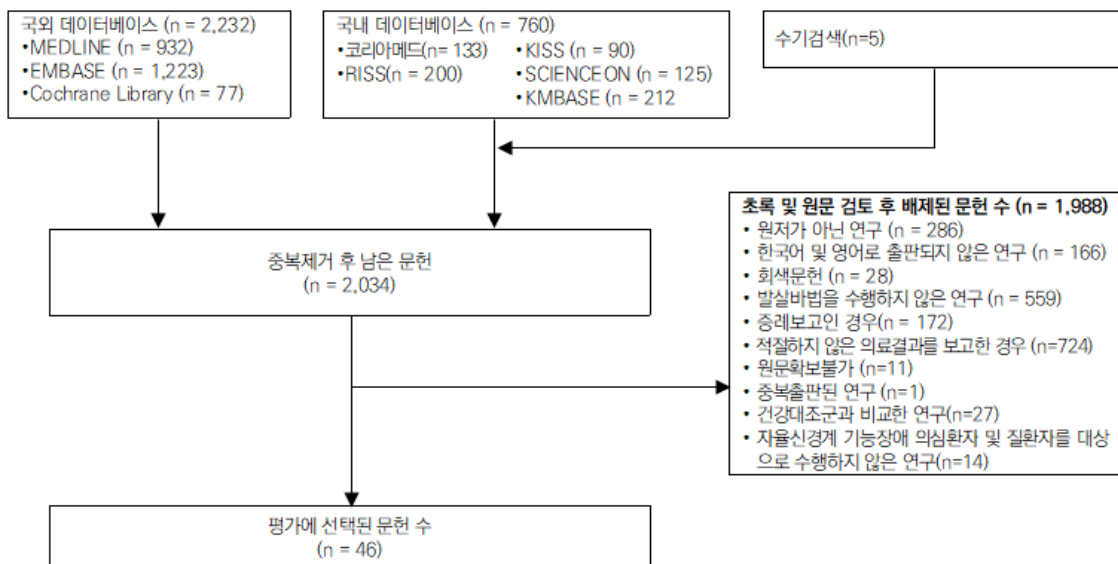 국외 데이터베이스 (n = 2,232)
•MEDLINE (n = 932)
•EMBASE (n = 1,223)
•Cochrane Library (n = 77)
국내 데이터베이스 (n = 760)
•코리아메드(n= 133)
•RISS(n = 200)
•KISS (n = 90)
•SCIENCEON (n = 125)
•KMBASE (n = 212
수기검색(n=5)
중복제거 후 남은 문헌
(n = 2,034)
초록 및 원문 검토 후 배제된 문헌 수 (n = 1,988)
• 원저가 아닌 연구 (n = 286)
• 한국어 및 영어로 출판되지 않은 연구 (n = 166)
• 회색문헌 (n = 28)
• 발살바법을 수행하지 않은 연구 (n = 559)
• 증례보고인 경우(n = 172)
• 적절하지 않은 의료결과를 보고한 경우 (n=724)
• 원문확보불가 (n=11)
• 중복출판된 연구 (n=1)
• 건강대조군과 비교한 연구(n=27)
• 자율신경계 기능장애 의심환자 및 질환자를 대상
으로 수행하지 않은 연구(n=14)
평가에 선택된 문헌 수
(n = 46)